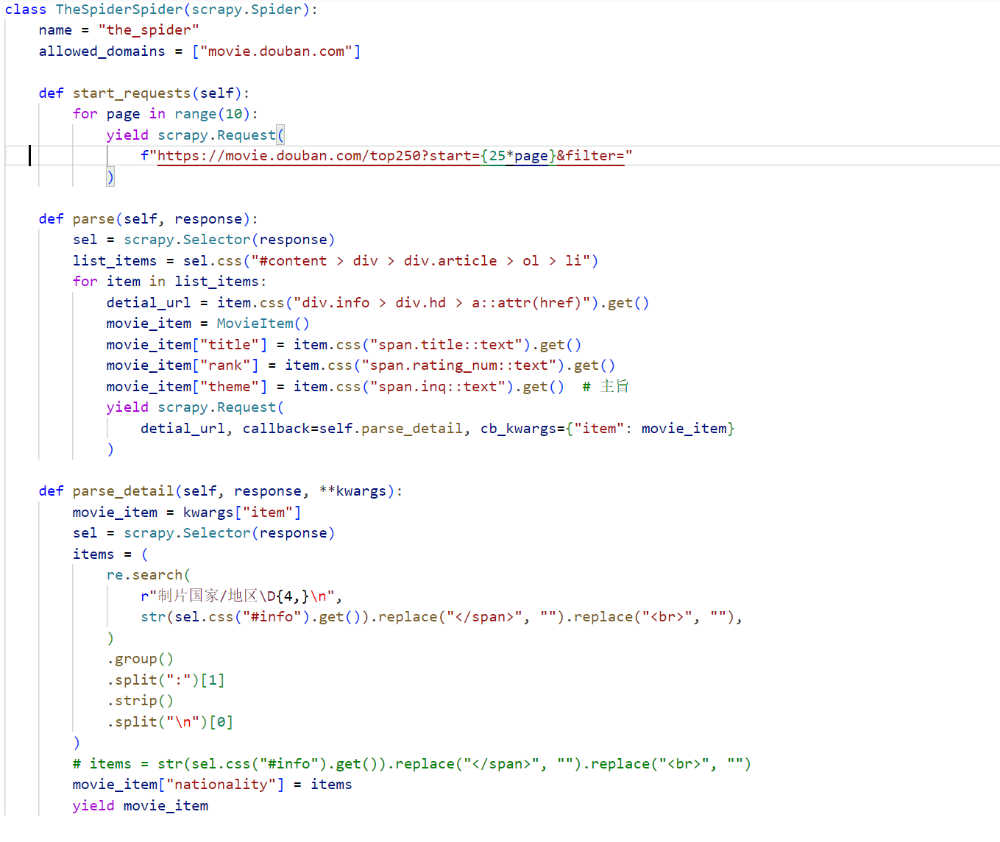 class TheSpiderSpider(scrapy.Spider):
    name = "the_spider"
    allowed_domains = ["movie.douban.com"]

    def start_requests(self):
        for page in range(10):
            yield scrapy.Request(
                f"https://movie.douban.com/top250?start={25*page}&filter="
            )

    def parse(self, response):
        sel = scrapy.Selector(response)
        list_items = sel.css("#content > div > div.article > ol > li")
        for item in list_items:
            detial_url = item.css("div.info > div.hd > a::attr(href)").get()
            movie_item = MovieItem()
            movie_item["title"] = item.css("span.title::text").get()
            movie_item["rank"] = item.css("span.rating_num::text").get()
            movie_item["theme"] = item.css("span.inq::text").get()  # 主旨
            yield scrapy.Request(
                detial_url, callback=self.parse_detail, cb_kwargs={"item": movie_item}
            )

    def parse_detail(self, response, **kwargs):
        movie_item = kwargs["item"]
        sel = scrapy.Selector(response)
        items = (
            re.search(
                r"制片国家/地区\D{4,}\n",
                str(sel.css("#info").get()).replace("</span>", "").replace("<br>", ""),
            )
            .group()
            .split(":")[1]
            .strip()
            .split("\n")[0]
        )
        # items = str(sel.css("#info").get()).replace("</span>", "").replace("<br>", "")
        movie_item["nationality"] = items
        yield movie_item